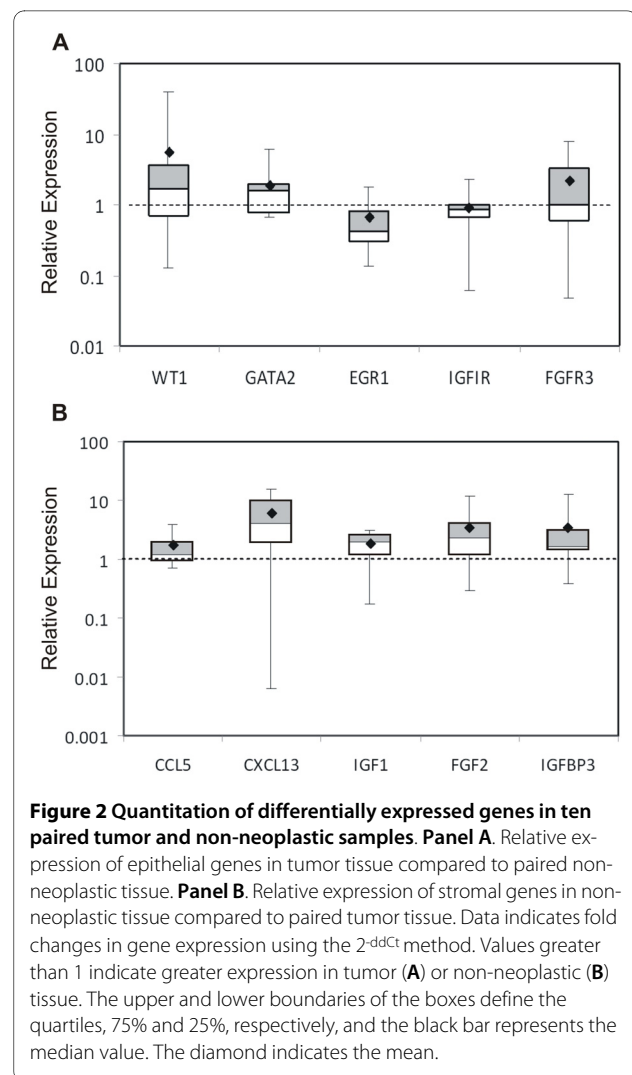 A
100
10
1
0.1
0.01
Relative Expression
WT1 GATA2 EGR1 IGFIR FGFR3
B
100
10
1
0.1
0.01
0.001
Relative Expression
CCL5 CXCL13 IGF1 FGF2 IGFBP3
Figure 2 Quantitation of differentially expressed genes in ten
paired tumor and non-neoplastic samples. Panel A. Relative ex-
pression of epithelial genes in tumor tissue compared to paired non-
neoplastic tissue. Panel B. Relative expression of stromal genes in non-
neoplastic tissue compared to paired tumor tissue. Data indicates fold
changes in gene expression using the 2-ddCt method. Values greater
than 1 indicate greater expression in tumor (A) or non-neoplastic (B)
tissue. The upper and lower boundaries of the boxes define the
quartiles, 75% and 25%, respectively, and the black bar represents the
median value. The diamond indicates the mean.